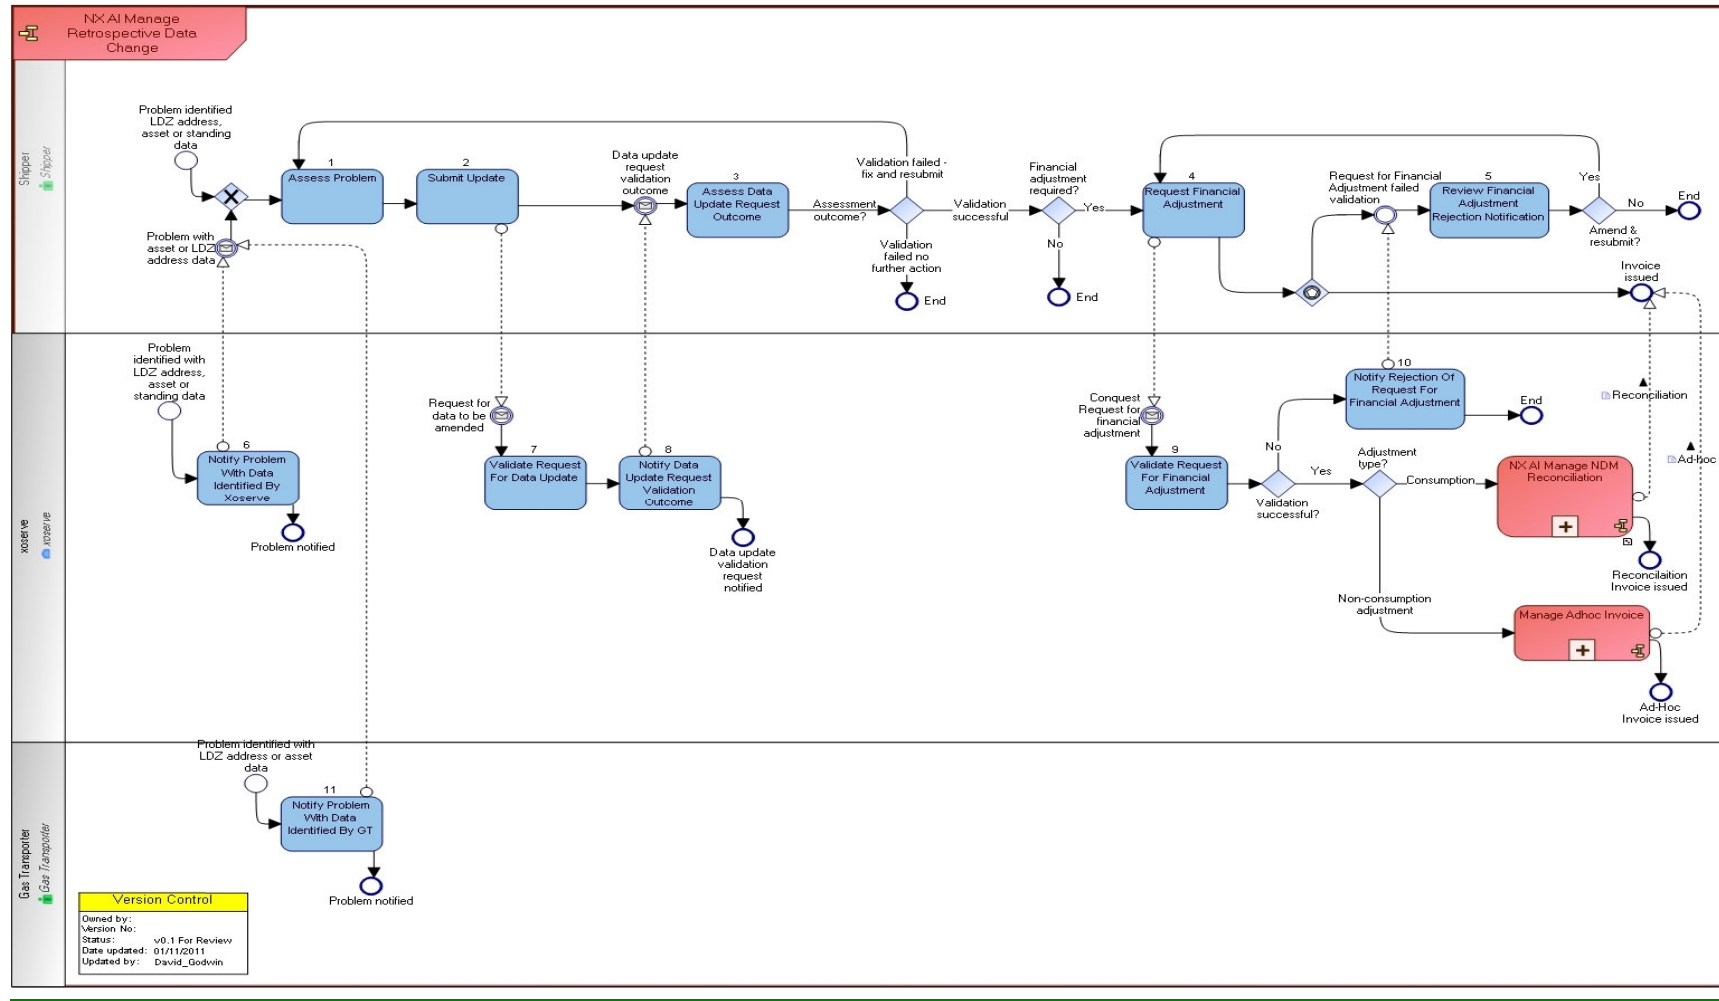 NX AI Manage
Retrospective Data
Change
Shipper
Shipper
Problem identified
LDZ address,
asset or standing
data
Problem with
asset or LDZ
address data
1
Assess Problem
2
Submit Update
Data update
request
validation
outcome
3
Assess Data
Update Request
Outcome
Assessment
outcome?
Validation failed -
fix and resubmit
Validation
successful
Validation
failed no
further action
End
Financial
adjustment
required?
Yes
No
End
4
Request Financial
Adjustment
Request for Financial
Adjustment failed
validation
5
Review Financial
Adjustment
Rejection Notification
Yes
No
End
Amend &
resubmit?
Invoice
issued
xoserve
xoserve
Problem
identified with
LDZ address,
asset or
standing data
6
Notify Problem
With Data
Identified By
Xoserve
Problem notified
Request for
data to be
amended
7
Validate Request
For Data Update
8
Notify Data
Update Request
Validation
Outcome
Data update
validation
request
notified
Conquest
Request for
financial
adjustment
9
Validate Request
For Financial
Adjustment
No
Yes
Validation
successful?
10
Notify Rejection Of
Request For
Financial Adjustment
End
Adjustment
type?
Consumption
Non-consumption
adjustment
NX AI Manage NDM
Reconciliation
Reconciliation
Ad-hoc
Reconcilaition
Invoice issued
Manage Adhoc Invoice
Ad-Hoc
Invoice issued
Gas Transporter
Gas Transporter
Problem identified with
LDZ address or asset
data
11
Notify Problem
With Data
Identified By GT
Problem notified
Version Control
Owned by:
Version No:
Status: v0.1 For Review
Date updated: 01/11/2011
Updated by: David_Godwin